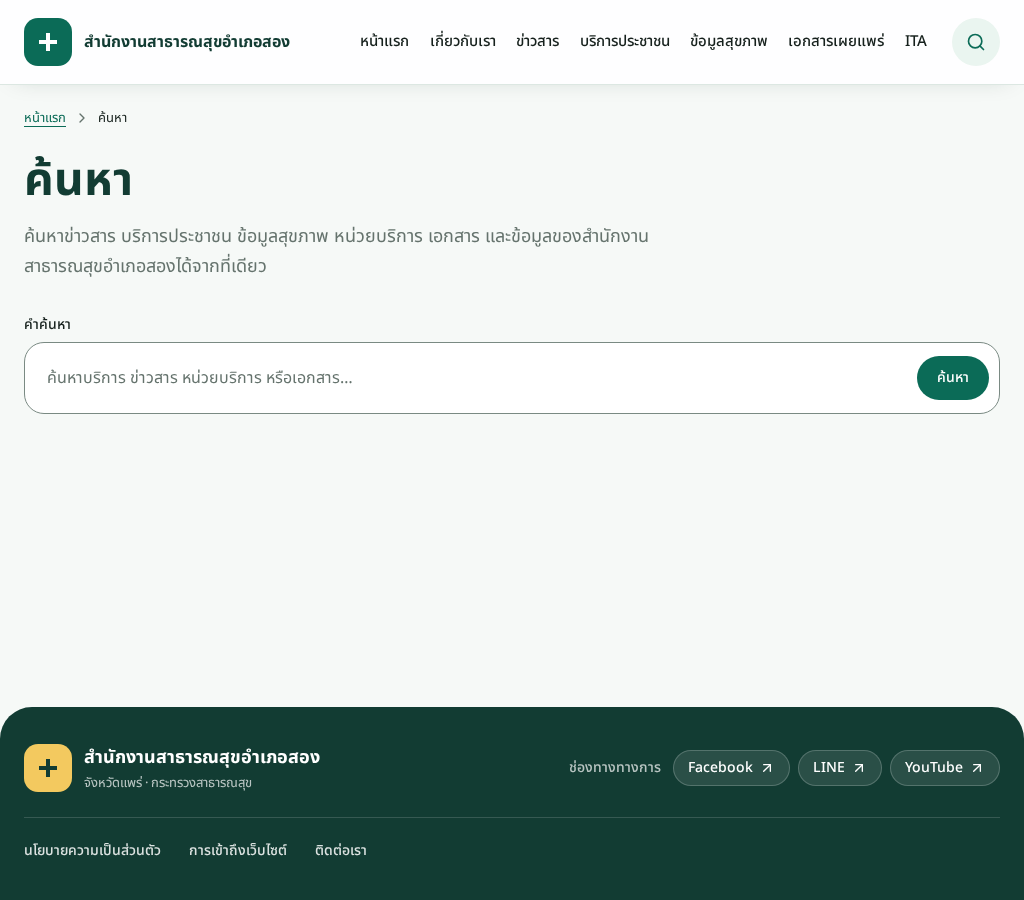 สำนักงานสาธารณสุขอำเภอสอง
หน้าแรก เกี่ยวกับเรา ข่าวสาร บริการประชาชน ข้อมูลสุขภาพ เอกสารเผยแพร่ ITA
หน้าแรก ค้นหา
ค้นหา
ค้นหาข่าวสาร บริการประชาชน ข้อมูลสุขภาพ หน่วยบริการ เอกสาร และข้อมูลของสำนักงาน
สาธารณสุขอำเภอสองได้จากที่เดียว
คำค้นหา
ค้นหาบริการ ข่าวสาร หน่วยบริการ หรือเอกสาร... ค้นหา
สำนักงานสาธารณสุขอำเภอสอง
จังหวัดแพร่ · กระทรวงสาธารณสุข
ช่องทางทางการ Facebook LINE YouTube
นโยบายความเป็นส่วนตัว การเข้าถึงเว็บไซต์ ติดต่อเรา